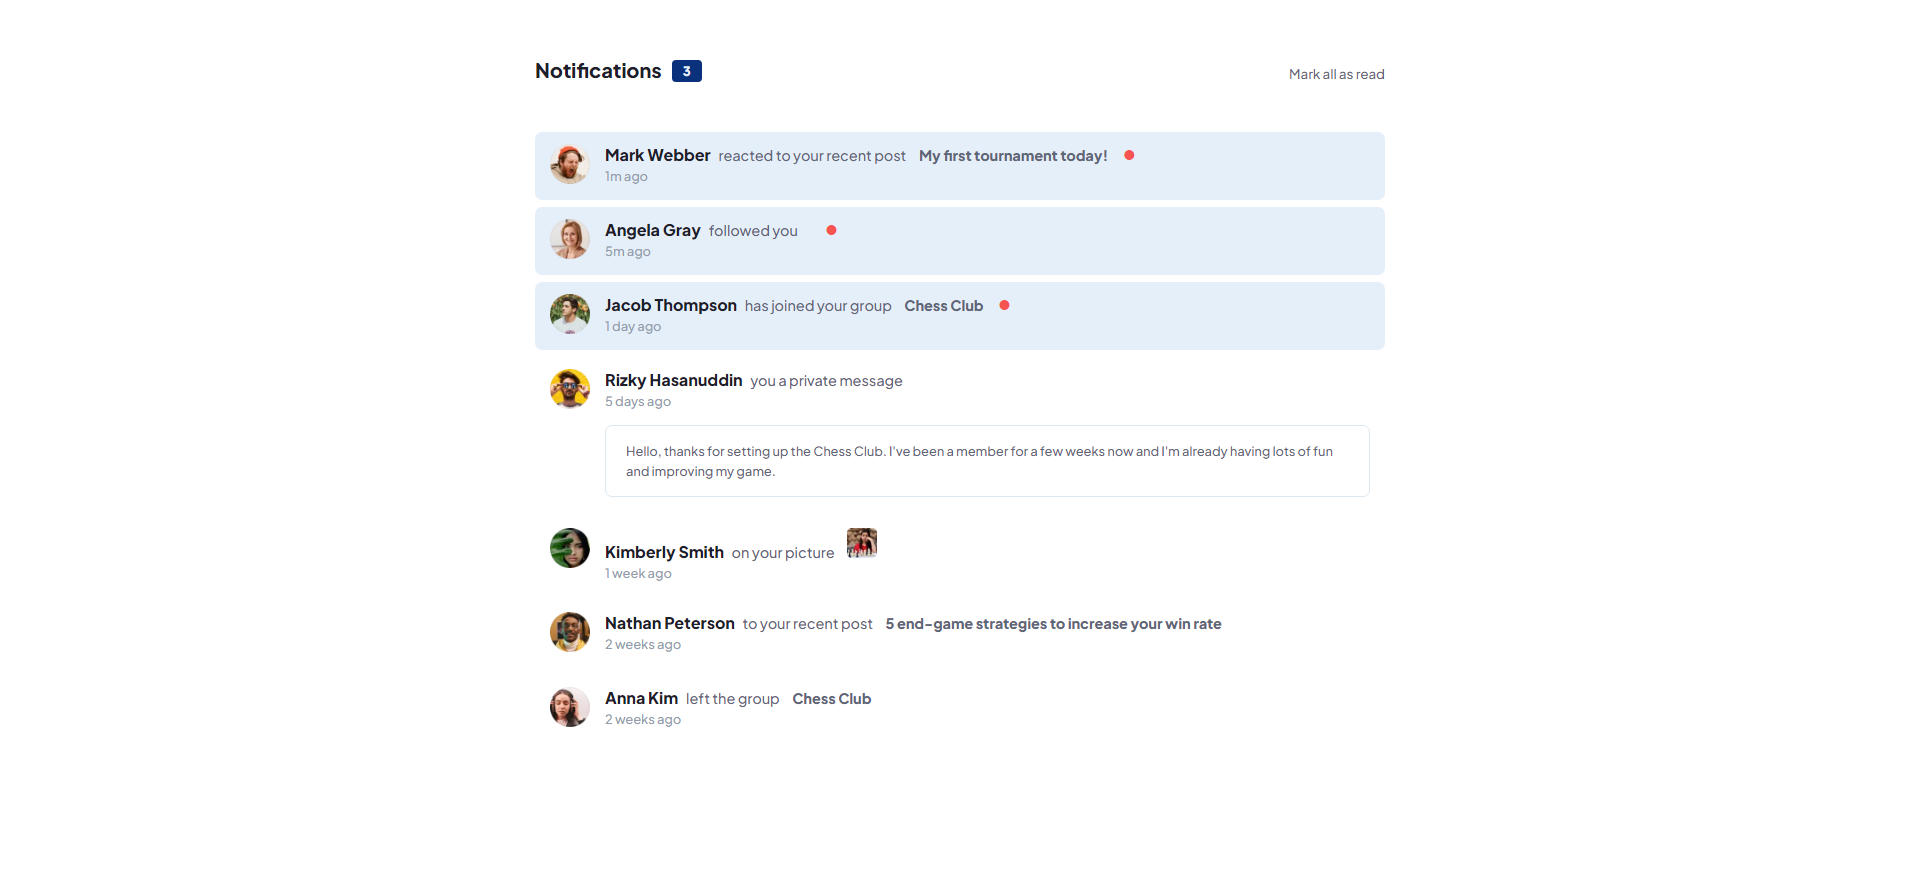 Notifications 3
Mark all as read
Mark Webber reacted to your recent post My first tournament today!
1m ago
Angela Gray followed you
5m ago
Jacob Thompson has joined your group Chess Club
1 day ago
Rizky Hasanuddin you a private message
5 days ago
Hello, thanks for setting up the Chess Club. I've been a member for a few weeks now and I'm already having lots of fun
and improving my game.
Kimberly Smith on your picture
1 week ago
Nathan Peterson to your recent post 5 end-game strategies to increase your win rate
2 weeks ago
Anna Kim left the group Chess Club
2 weeks ago